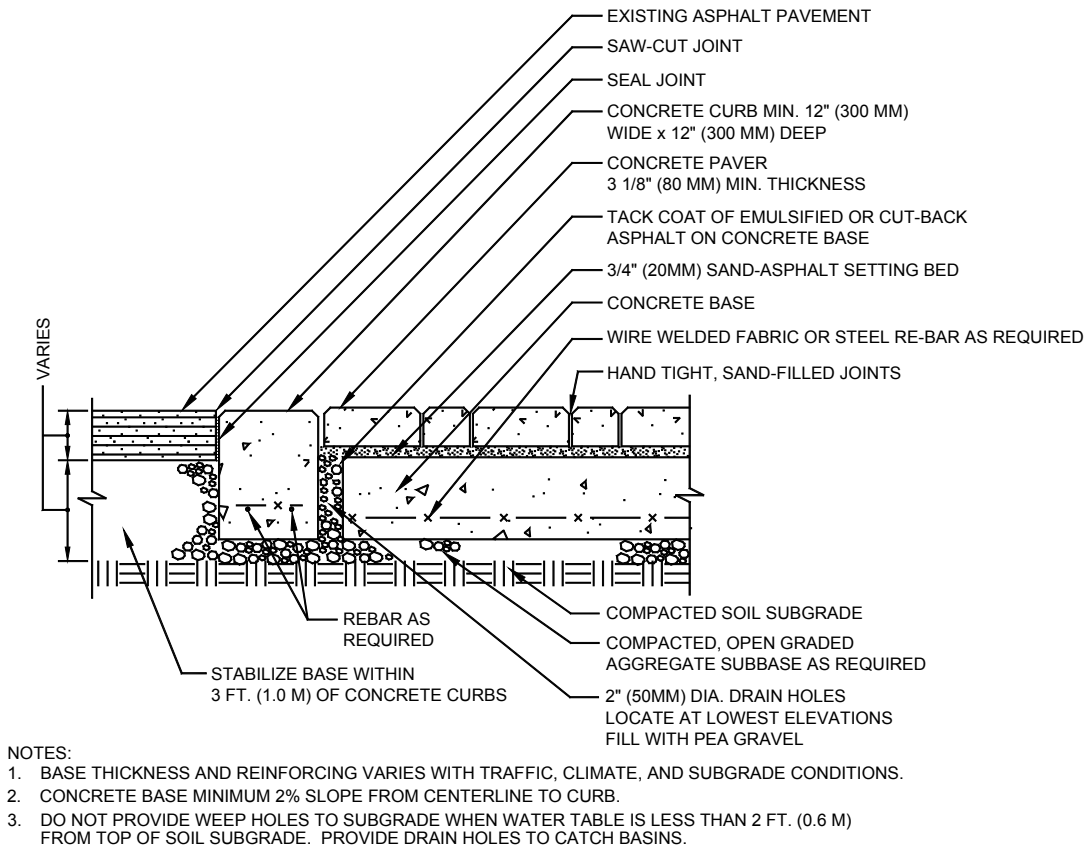 EXISTING ASPHALT PAVEMENT
SAW-CUT JOINT
SEAL JOINT
CONCRETE CURB MIN. 12" (300 MM)
WIDE x 12" (300 MM) DEEP
CONCRETE PAVER
3 1/8" (80 MM) MIN. THICKNESS
TACK COAT OF EMULSIFIED OR CUT-BACK
ASPHALT ON CONCRETE BASE
3/4" (20MM) SAND-ASPHALT SETTING BED
CONCRETE BASE
WIRE WELDED FABRIC OR STEEL RE-BAR AS REQUIRED
HAND TIGHT, SAND-FILLED JOINTS
VARIES
COMPACTED SOIL SUBGRADE
COMPACTED, OPEN GRADED
AGGREGATE SUBBASE AS REQUIRED
2" (50MM) DIA. DRAIN HOLES
LOCATE AT LOWEST ELEVATIONS
FILL WITH PEA GRAVEL
REBAR AS
REQUIRED
STABILIZE BASE WITHIN
3 FT. (1.0 M) OF CONCRETE CURBS
NOTES:
1. BASE THICKNESS AND REINFORCING VARIES WITH TRAFFIC, CLIMATE, AND SUBGRADE CONDITIONS.
2. CONCRETE BASE MINIMUM 2% SLOPE FROM CENTERLINE TO CURB.
3. DO NOT PROVIDE WEEP HOLES TO SUBGRADE WHEN WATER TABLE IS LESS THAN 2 FT. (0.6 M)
FROM TOP OF SOIL SUBGRADE. PROVIDE DRAIN HOLES TO CATCH BASINS.